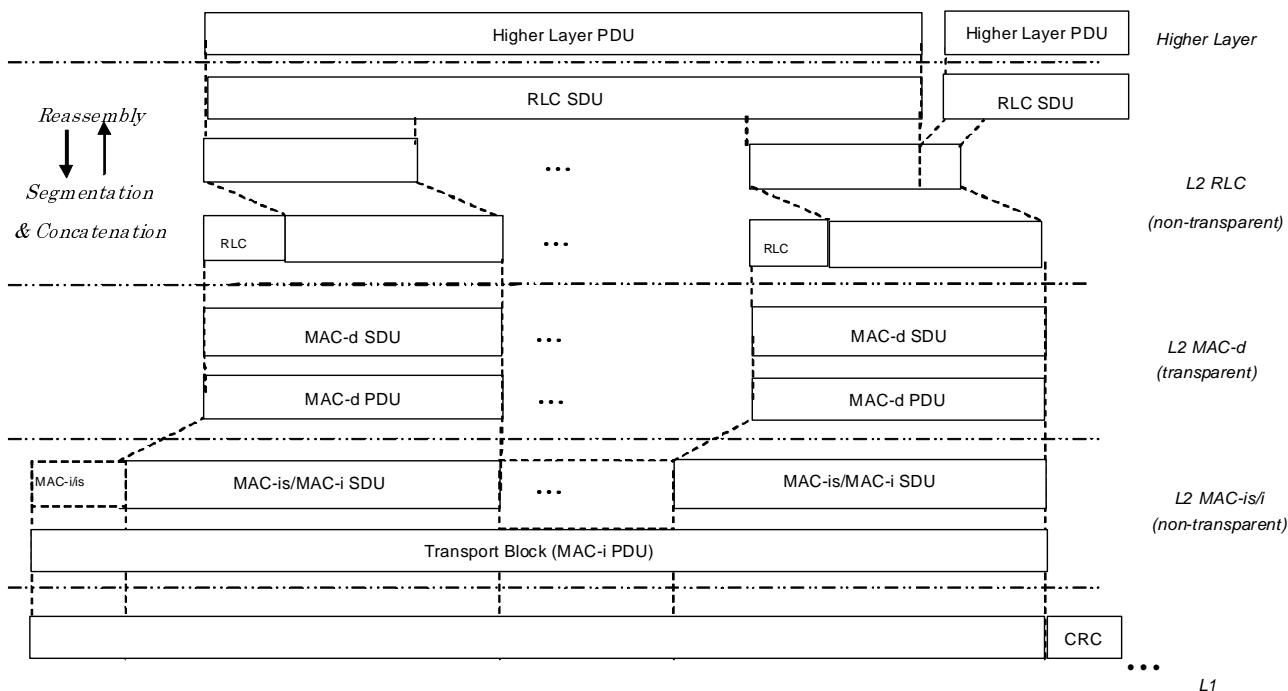 Higher Layer PDU
Higher Layer PDU
Higher Layer
RLC SDU
RLC SDU
Reassembly
Segmentation
& Concatenation
...
L2 RLC
(non-transparent)
RLC
...
RLC
MAC-d SDU
...
MAC-d SDU
L2 MAC-d
(transparent)
MAC-d PDU
...
MAC-d PDU
MAC-i/is
MAC-is/MAC-i SDU
...
MAC-is/MAC-i SDU
L2 MAC-is/i
(non-transparent)
Transport Block (MAC-i PDU)
CRC
...
L1